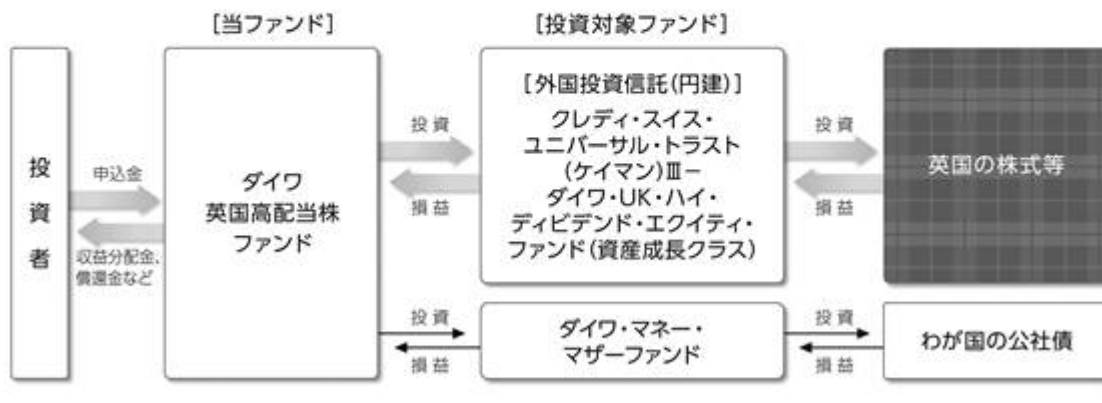 [当ファンド]
[投資対象ファンド]
投資者
申込金
収益分配金、
償還金など
ダイワ
英国高配当株
ファンド
投資
損益
[外国投資信託(円建)]
クレディ・スイス・
ユニバーサル・トラスト
(ケイマン)Ⅲ－
ダイワ・UK・ハイ・
ディビデンド・エクイティ・
ファンド(資産成長クラス)
投資
損益
英国の株式等
投資
損益
ダイワ・マネー・
マザーファンド
投資
損益
わが国の公社債